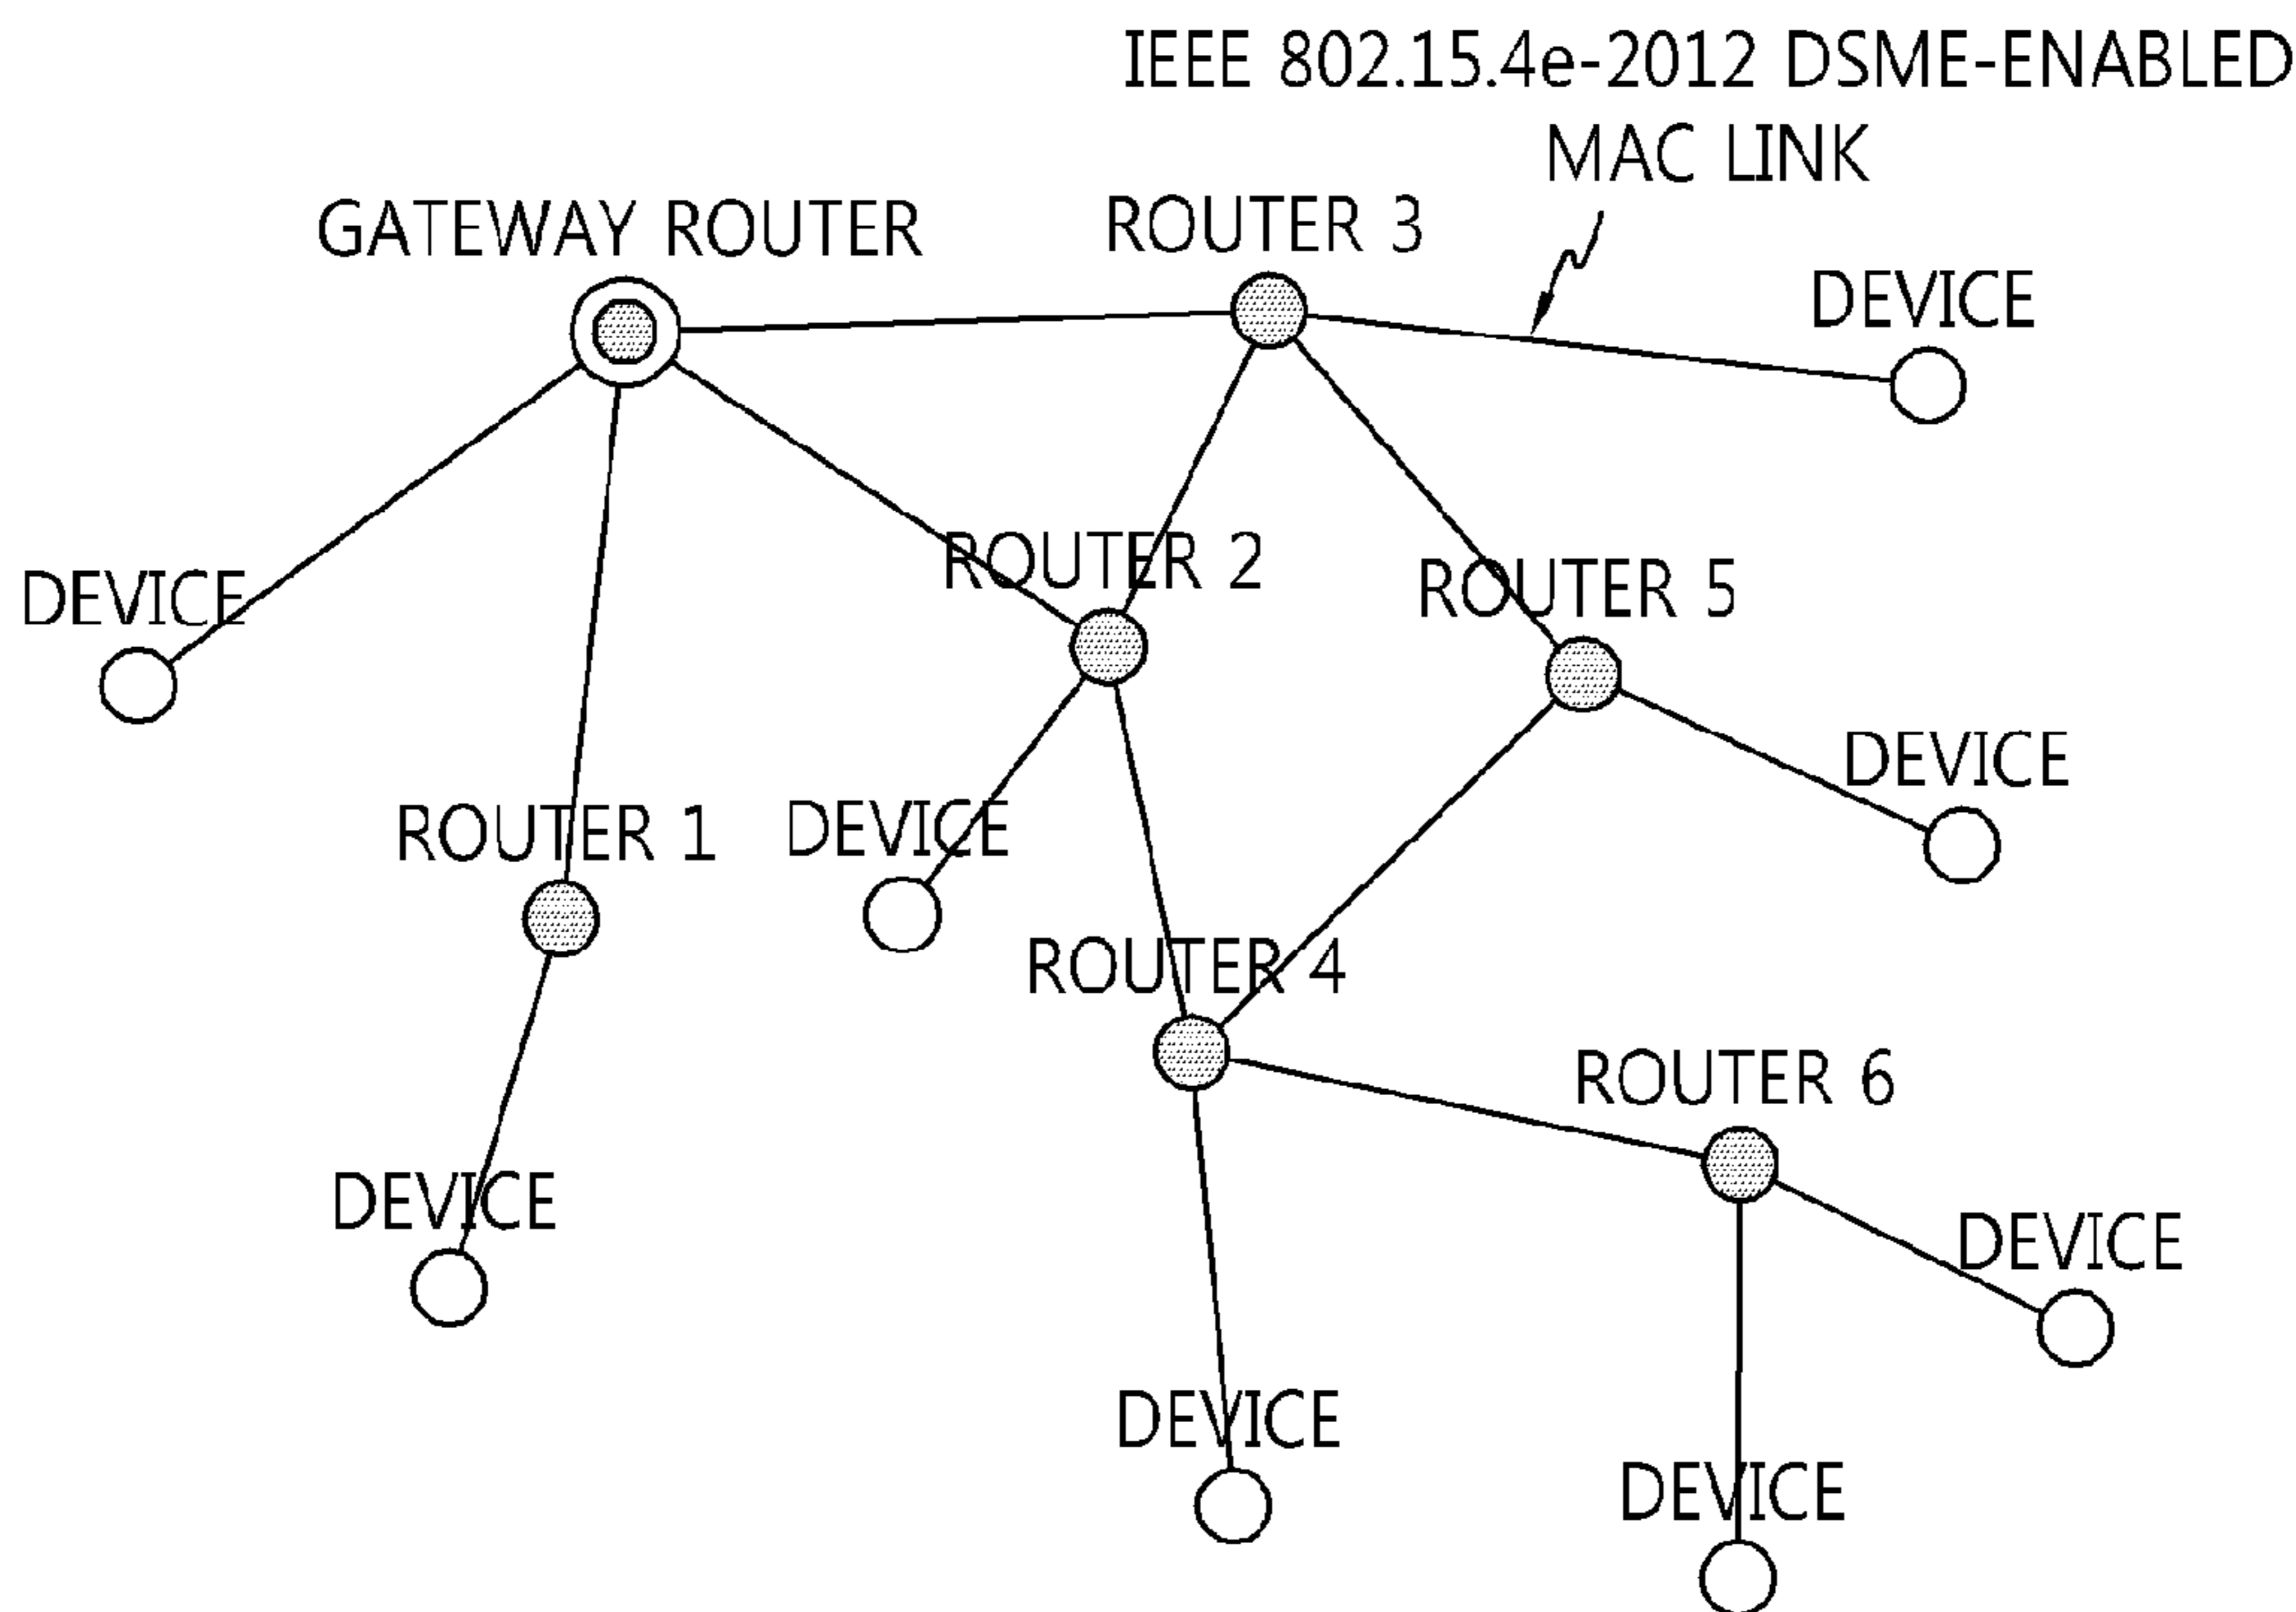 IEEE 802.15.4e-2012 DSME-ENABLED
MAC LINK
GATEWAY ROUTER
ROUTER 3
DEVICE
ROUTER 2
ROUTER 5
DEVICE
DEVICE
ROUTER 1
DEVICE
ROUTER 4
ROUTER 6
DEVICE
DEVICE
DEVICE
DEVICE